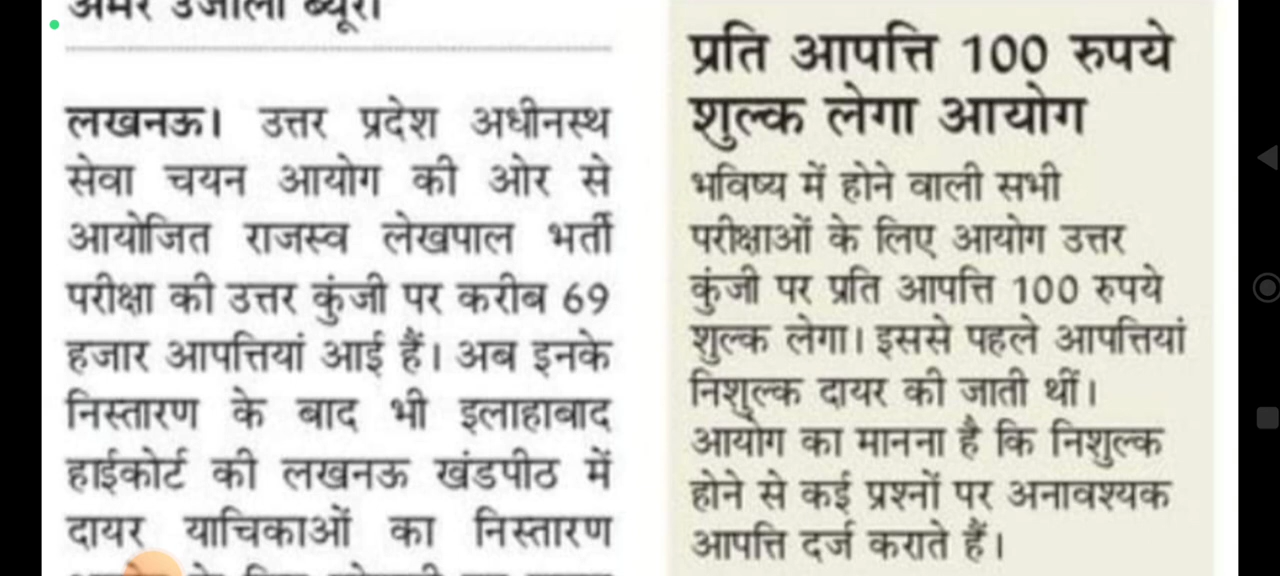 अमर उजाला ब्यूरो
लखनऊ। उत्तर प्रदेश अधीनस्थ
सेवा चयन आयोग की ओर से
आयोजित राजस्व लेखपाल भर्ती
परीक्षा की उत्तर कुंजी पर करीब 69
हजार आपत्तियां आई हैं। अब इनके
निस्तारण के बाद भी इलाहाबाद
हाईकोर्ट की लखनऊ खंडपीठ में
दायर याचिकाओं का निस्तारण
प्रति आपत्ति 100 रुपये
शुल्क लेगा आयोग
भविष्य में होने वाली सभी
परीक्षाओं के लिए आयोग उत्तर
कुंजी पर प्रति आपत्ति 100 रुपये
शुल्क लेगा। इससे पहले आपत्तियां
निशुल्क दायर की जाती थीं।
आयोग का मानना है कि निशुल्क
होने से कई प्रश्नों पर अनावश्यक
आपत्ति दर्ज कराते हैं।